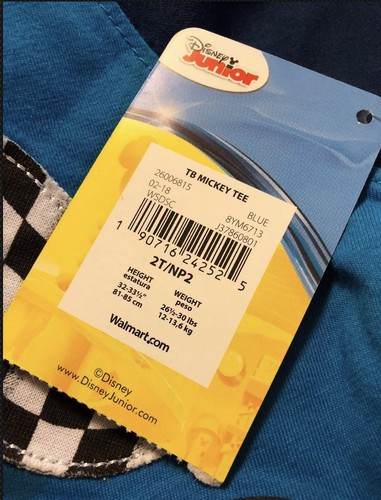 Disney
Junior
TB MICKEY TEE
26006815
BLUE
02-18
8YM6713
WSDSC
J37860801
1 90716 24252 5
2T/NP2
HEIGHT
estatura
32-33½"
81-85 cm
WEIGHT
peso
26½-30 lbs
12-13,6 kg
Walmart.com
©Disney
www.DisneyJunior.com